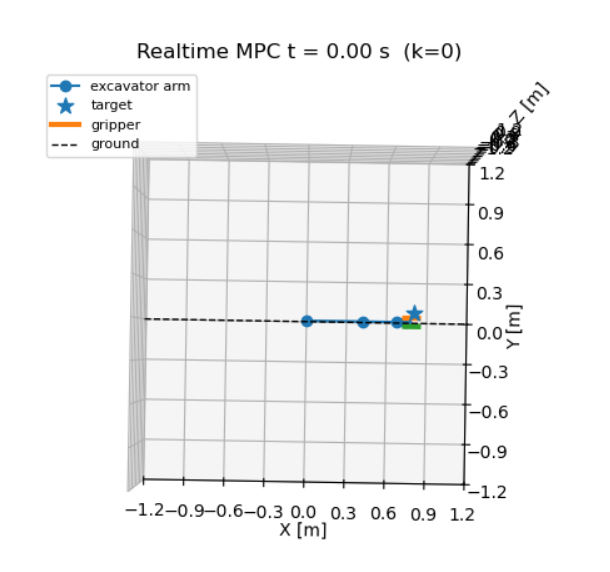 Realtime MPC t = 0.00 s  (k=0)
excavator arm
target
gripper
ground
Z [m]
1.2
0.9
0.6
0.3
0.0
−0.3
−0.6
−0.9
−1.2
Y [m]
−1.2 −0.9 −0.6 −0.3 0.0 0.3 0.6 0.9 1.2
X [m]